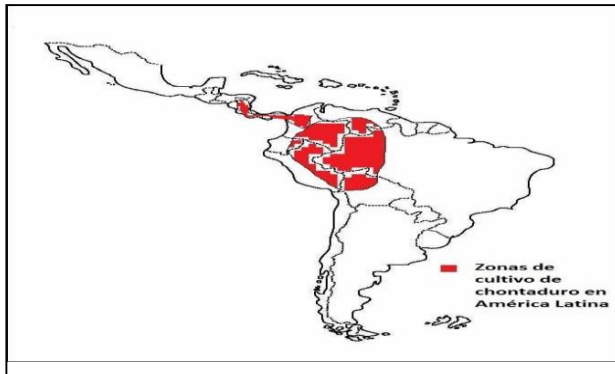 Zonas de
cultivo de
chontaduro en
América Latina